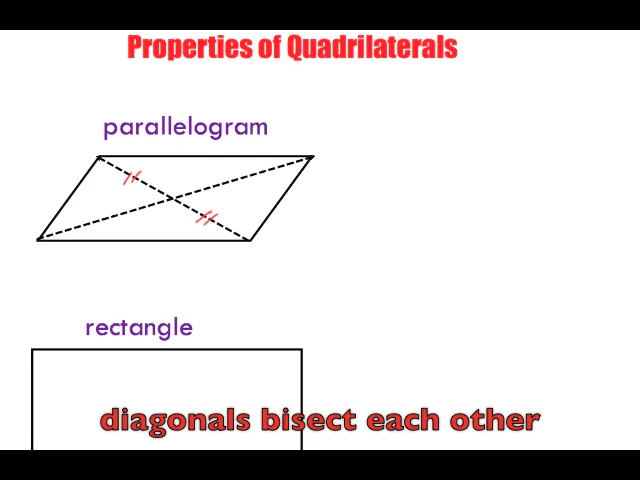 Properties of Quadrilaterals
parallelogram
rectangle
diagonals bisect each other